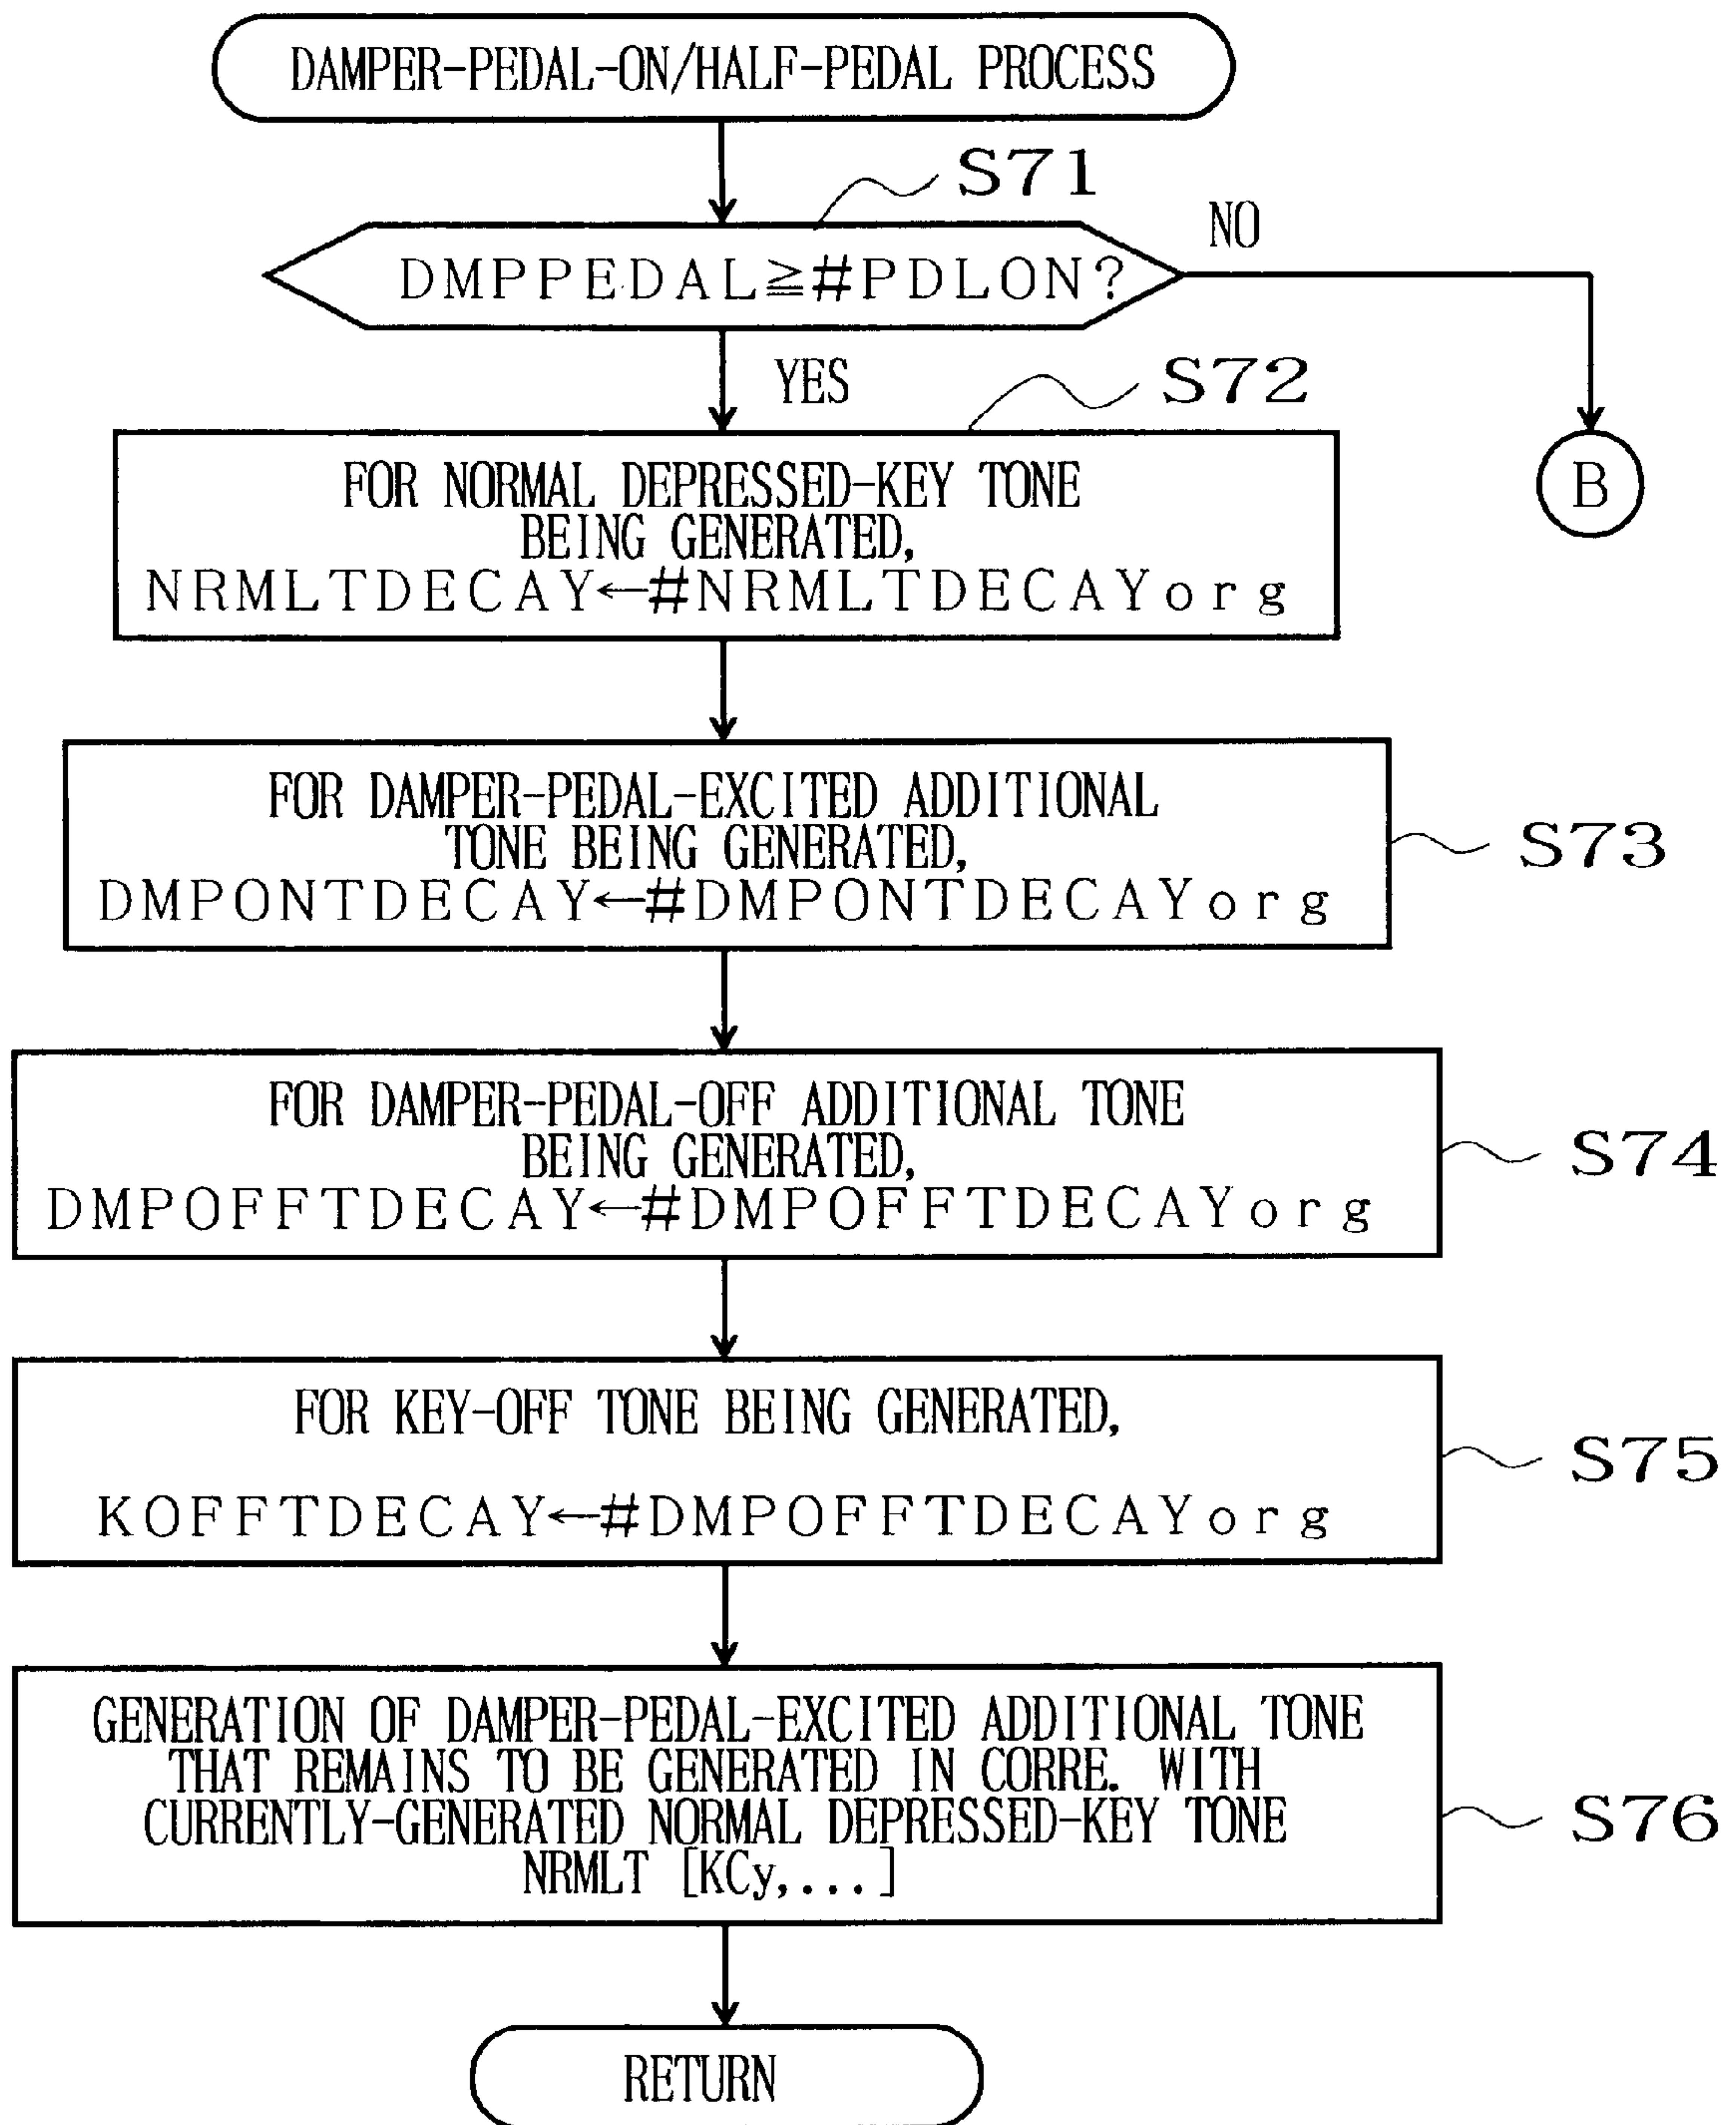 DAMPER-PEDAL-ON/HALF-PEDAL PROCESS
S71
DMPPEDAL≧#PDLON?
NO
YES
S72
B
FOR NORMAL DEPRESSED-KEY TONE
BEING GENERATED,
NRMLTDECAY←#NRMLTDECAYorg
FOR DAMPER-PEDAL-EXCITED ADDITIONAL
TONE BEING GENERATED,
DMPONTDECAY←#DMPONTDECAYorg
S73
FOR DAMPER-PEDAL-OFF ADDITIONAL TONE
BEING GENERATED,
DMPOFFTDECAY←#DMPOFFTDECAYorg
S74
FOR KEY-OFF TONE BEING GENERATED,
KOFFTDECAY←#DMPOFFTDECAYorg
S75
GENERATION OF DAMPER-PEDAL-EXCITED ADDITIONAL TONE
THAT REMAINS TO BE GENERATED IN CORRE. WITH
CURRENTLY-GENERATED NORMAL DEPRESSED-KEY TONE
NRMLT [KCy,...]
S76
RETURN